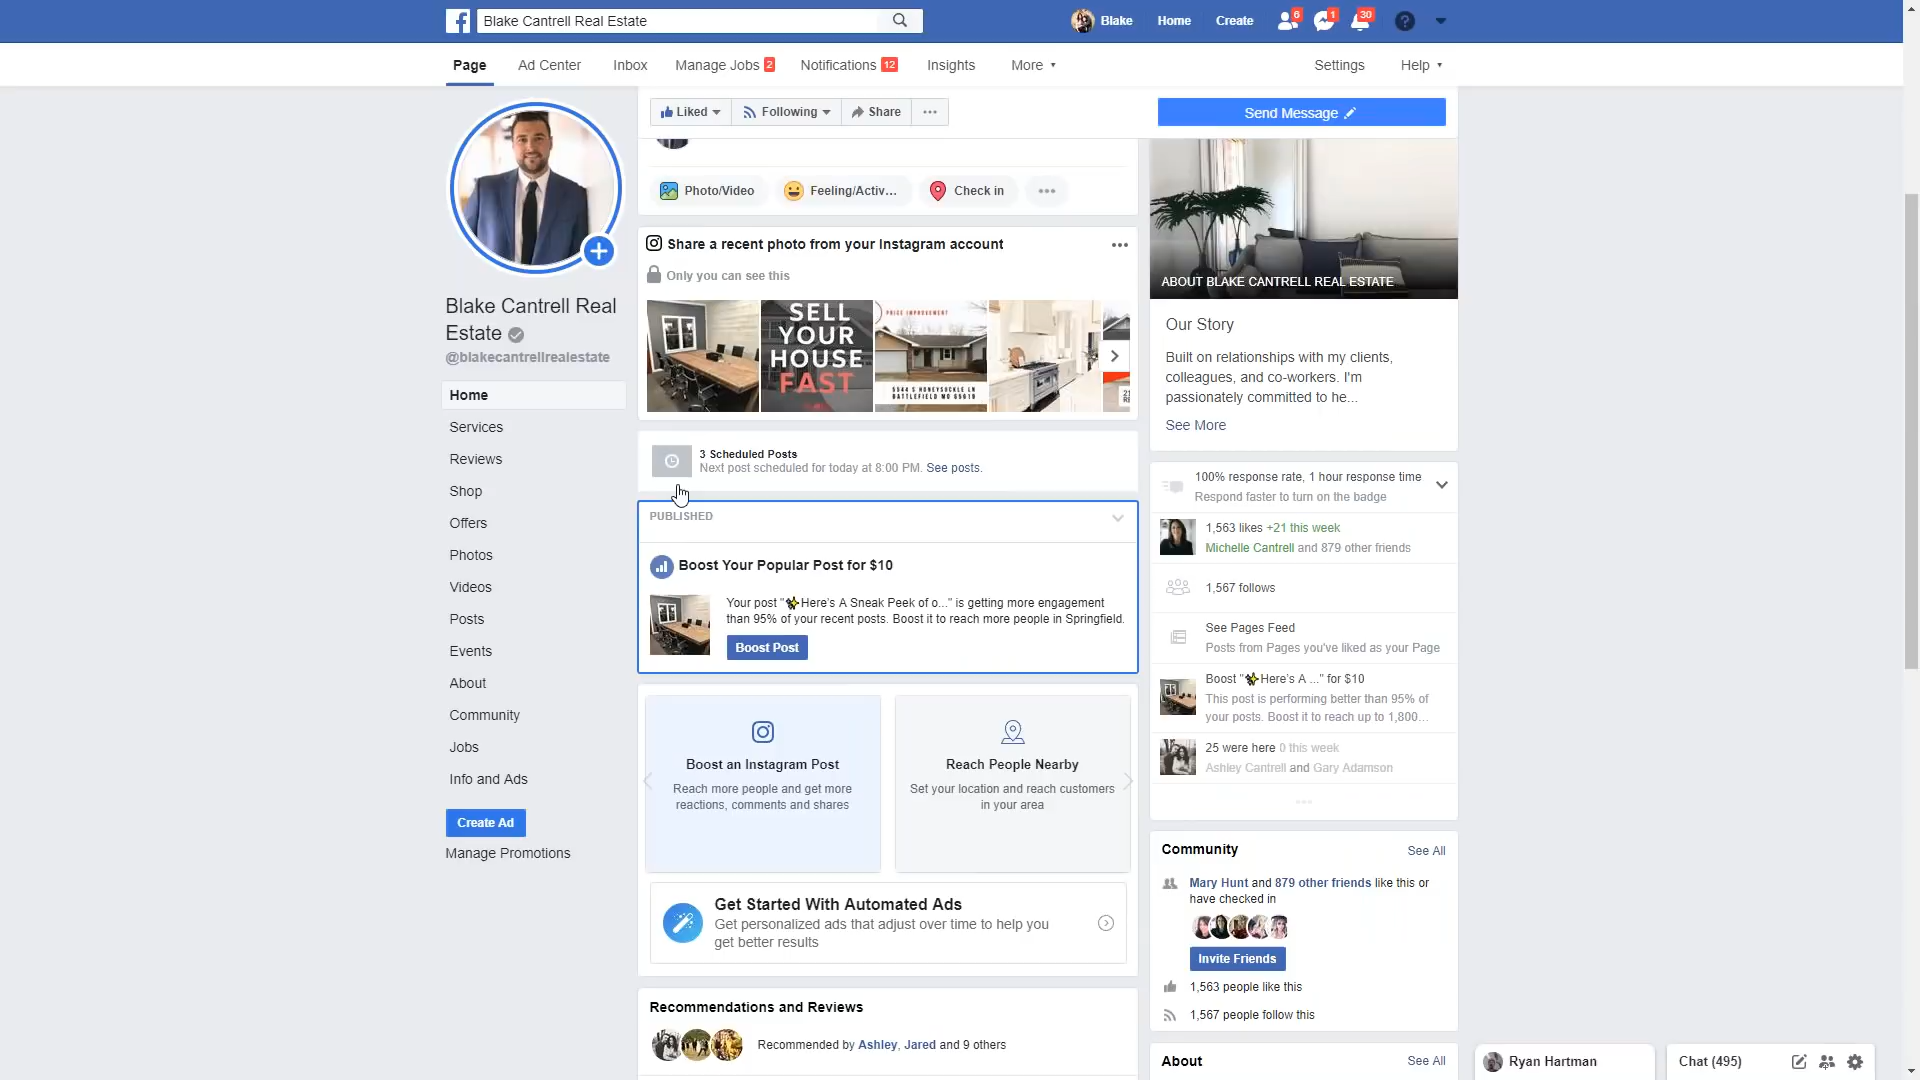 Blake Cantrell Real Estate
Blake
Home
Create
6
1
30
Page
Ad Center
Inbox
Manage Jobs 2
Notifications 12
Insights
More
Settings
Help
Liked
Following
Share
Send Message
Blake Cantrell Real
Estate
@blakecantrellrealestate
Home
Services
Reviews
Shop
Offers
Photos
Videos
Posts
Events
About
Community
Jobs
Info and Ads
Create Ad
Manage Promotions
Photo/Video
Feeling/Activ...
Check in
Share a recent photo from your Instagram account
Only you can see this
SELL
YOUR
HOUSE
FAST
PRICE IMPROVEMENT
5544 S HONEYSUCKLE LN
BATTLEFIELD MO 65619
3 Scheduled Posts
Next post scheduled for today at 8:00 PM. See posts.
PUBLISHED
Boost Your Popular Post for $10
Your post "✨Here's A Sneak Peek of o..." is getting more engagement
than 95% of your recent posts. Boost it to reach more people in Springfield.
Boost Post
Boost an Instagram Post
Reach more people and get more
reactions, comments and shares
Reach People Nearby
Set your location and reach customers
in your area
Get Started With Automated Ads
Get personalized ads that adjust over time to help you
get better results
Recommendations and Reviews
Recommended by Ashley, Jared and 9 others
ABOUT BLAKE CANTRELL REAL ESTATE
Our Story
Built on relationships with my clients,
colleagues, and co-workers. I'm
passionately committed to he...
See More
100% response rate, 1 hour response time
Respond faster to turn on the badge
1,563 likes +21 this week
Michelle Cantrell and 879 other friends
1,567 follows
See Pages Feed
Posts from Pages you've liked as your Page
Boost "✨Here's A ..." for $10
This post is performing better than 95% of
your posts. Boost it to reach up to 1,800...
25 were here 0 this week
Ashley Cantrell and Gary Adamson
Community
See All
Mary Hunt and 879 other friends like this or
have checked in
Invite Friends
1,563 people like this
1,567 people follow this
About
See All
Ryan Hartman
Chat (495)